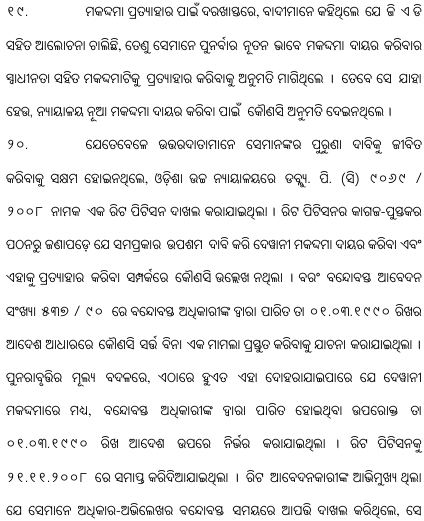 ୧୯. ମକଦ୍ଦମା ପ୍ରତ୍ୟାହାର ପାଇଁ ଦରଖାସ୍ତରେ, ବାଦୀମାନେ କହିଥିଲେ ଯେ ଜି ଏ ଡି
ସହିତ ଆଲୋଚନା ଚାଲିଛି, ତେଣୁ ସେମାନେ ପୁନର୍ବାର ନୂତନ ଭାବେ ମକଦ୍ଦମା ଦାୟର କରିବାର
ସ୍ୱାଧୀନତା ସହିତ ମକଦ୍ଦମାଟିକୁ ପ୍ରତ୍ୟାହାର କରିବାକୁ ଅନୁମତି ମାଗିଥିଲେ । ତେବେ ସେ ଯାହା
ହେଉ, ନ୍ୟାୟାଳୟ ନୂଆ ମକଦ୍ଦମା ଦାୟର କରିବା ପାଇଁ କୌଣସି ଅନୁମତି ଦେଇନଥିଲେ ।
୨୦. ଯେତେବେଳେ ଉତ୍ତରଦାତାମାନେ ସେମାନଙ୍କର ପୁରୁଣା ଦାବିକୁ ଜୀବିତ
କରିବାକୁ ସକ୍ଷମ ହୋଇନଥିଲେ, ଓଡ଼ିଶା ଉଚ୍ଚ ନ୍ୟାୟାଳୟରେ ଡବ୍ଲ୍ୟୁ. ପି. (ସି) ୯୦୬୯ /
୨୦୦୮ ନାମକ ଏକ ରିଟ ପିଟିସନ ଦାଖଲ କରାଯାଇଥିଲା । ରିଟ ପିଟିସନର କାଗଜ-ପୁସ୍ତକର
ପଠନରୁ ଜଣାପଡ଼େ ଯେ ସମପ୍ରକାର ଉପଶମ ଦାବି କରି ଦେୱାନୀ ମକଦ୍ଦମା ଦାୟର କରିବା ଏବଂ
ଏହାକୁ ପ୍ରତ୍ୟାହାର କରିବା ସମ୍ପର୍କରେ କୌଣସି ଉଲ୍ଲେଖ ନଥିଲା । ବରଂ ବନ୍ଦୋବସ୍ତ ଆବେଦନ
ସଂଖ୍ୟା ୫୩୭ / ୯୦ ରେ ବନ୍ଦୋବସ୍ତ ଅଧିକାରୀଙ୍କ ଦ୍ୱାରା ପାରିତ ତା ୦୧.୦୩.୧୯୯୦ ରିଖର
ଆଦେଶ ଆଧାରରେ କୌଣସି ସର୍ତ୍ତ ବିନା ଏକ ମାମଲା ପ୍ରସ୍ତୁତ କରିବାକୁ ଯାଚନା କରାଯାଇଥିଲା ।
ପୁନରାବୃତ୍ତିର ମୂଲ୍ୟ ବଦଳରେ, ଏଠାରେ ହୁଏତ ଏହା ଦୋହରାଯାଇପାରେ ଯେ ଦେୱାନୀ
ମକଦ୍ଦମାରେ ମଧ୍ୟ, ବନ୍ଦୋବସ୍ତ ଅଧିକାରୀଙ୍କ ଦ୍ୱାରା ପାରିତ ହୋଇଥିବା ଉପରୋକ୍ତ ତା
୦୧.୦୩.୧୯୯୦ ରିଖ ଆଦେଶ ଉପରେ ନିର୍ଭର କରାଯାଇଥିଲା । ରିଟ ପିଟିସନକୁ
୨୧.୧୧.୨୦୦୮ ରେ ସମାପ୍ତ କରିଦିଆଯାଇଥିଲା । ରିଟ ଆବେଦନକାରୀଙ୍କ ଆଭିମୁଖ୍ୟ ଥିଲା
ଯେ ସେମାନେ ଅଧିକାର-ଅଭିଲେଖର ବନ୍ଦୋବସ୍ତ ସମୟରେ ଆପତ୍ତି ଦାଖଲ କରିଥିଲେ, ସେ